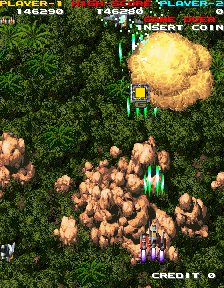 PLAYER-1 HIGH SCORE PLAYER-2
146290 146290 0
GAME OVER
INSERT COIN
CREDIT 0